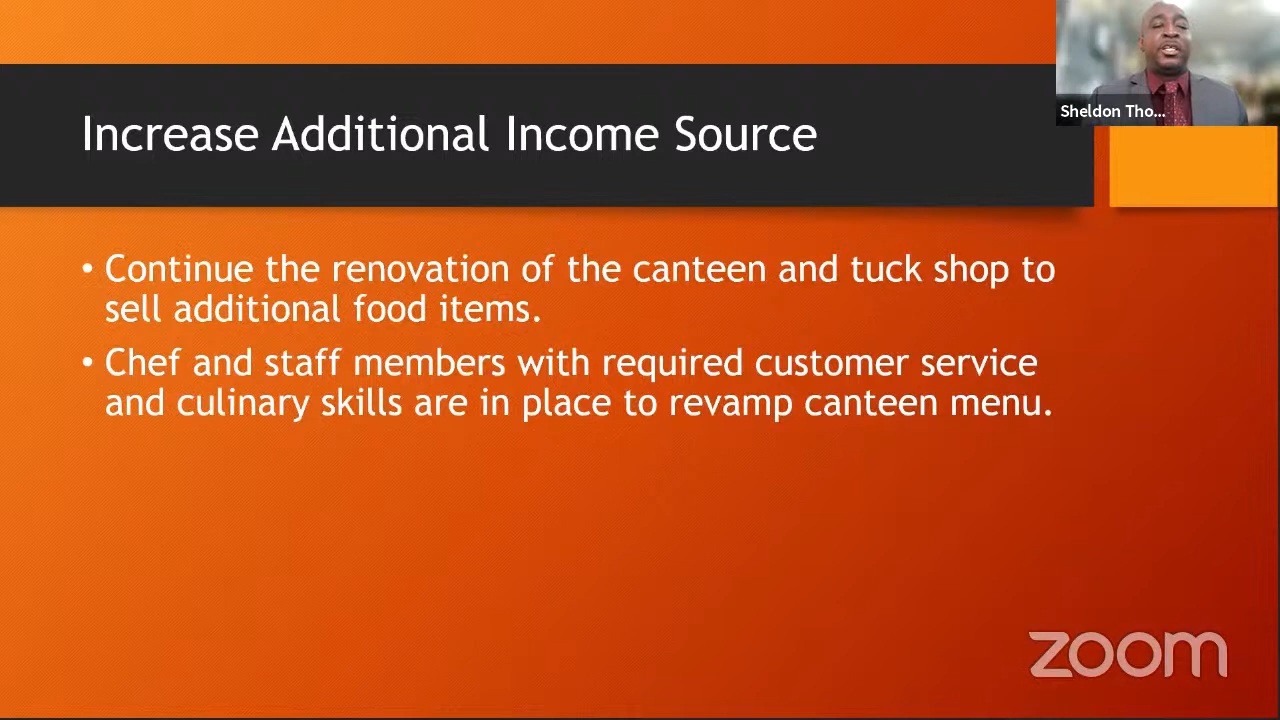 Sheldon Tho...
Increase Additional Income Source
• Continue the renovation of the canteen and tuck shop to
sell additional food items.
• Chef and staff members with required customer service
and culinary skills are in place to revamp canteen menu.
zoom